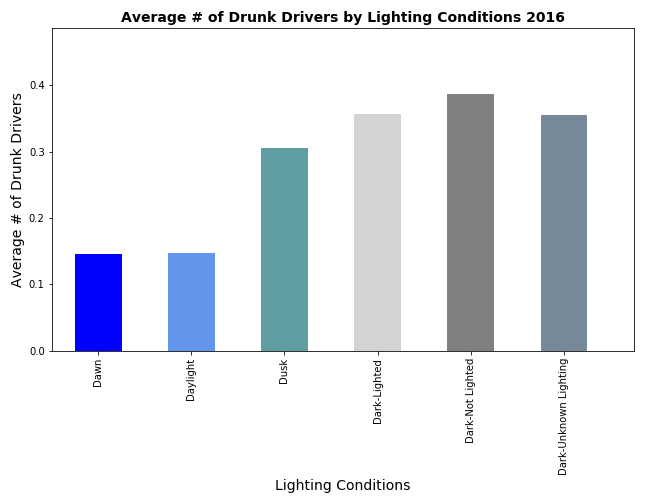 Average # of Drunk Drivers by Lighting Conditions 2016
Average # of Drunk Drivers
0.4
0.3
0.2
0.1
0.0
Dawn
Daylight
Dusk
Dark-Lighted
Dark-Not Lighted
Dark-Unknown Lighting
Lighting Conditions